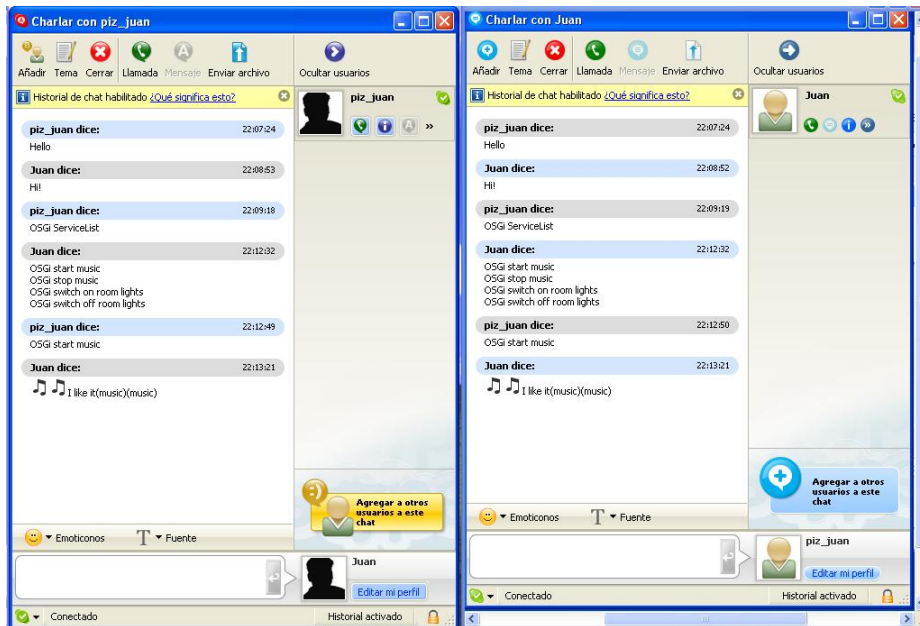 Charlar con piz_juan
Añadir Tema Cerrar Llamada Mensaje Enviar archivo Ocultar usuarios
Historial de chat habilitado ¿Qué significa esto?
piz_juan
piz_juan dice: 22:07:24
Hello
Juan dice: 22:08:53
Hi!
piz_juan dice: 22:09:18
OSGi ServiceList
Juan dice: 22:12:32
OSGi start music
OSGi stop music
OSGi switch on room lights
OSGi switch off room lights
piz_juan dice: 22:12:49
OSGi start music
Juan dice: 22:13:21
I like it(music)(music)
Agregar a otros
usuarios a este
chat
Emoticonos Fuente
Juan
Editar mi perfil
Conectado Historial activado
Charlar con Juan
Añadir Tema Cerrar Llamada Mensaje Enviar archivo Ocultar usuarios
Historial de chat habilitado ¿Qué significa esto?
Juan
piz_juan dice: 22:07:24
Hello
Juan dice: 22:08:52
Hi!
piz_juan dice: 22:09:19
OSGi ServiceList
Juan dice: 22:12:32
OSGi start music
OSGi stop music
OSGi switch on room lights
OSGi switch off room lights
piz_juan dice: 22:12:50
OSGi start music
Juan dice: 22:13:21
I like it(music)(music)
Agregar a otros
usuarios a este
chat
Emoticonos Fuente
piz_juan
Editar mi perfil
Conectado Historial activado